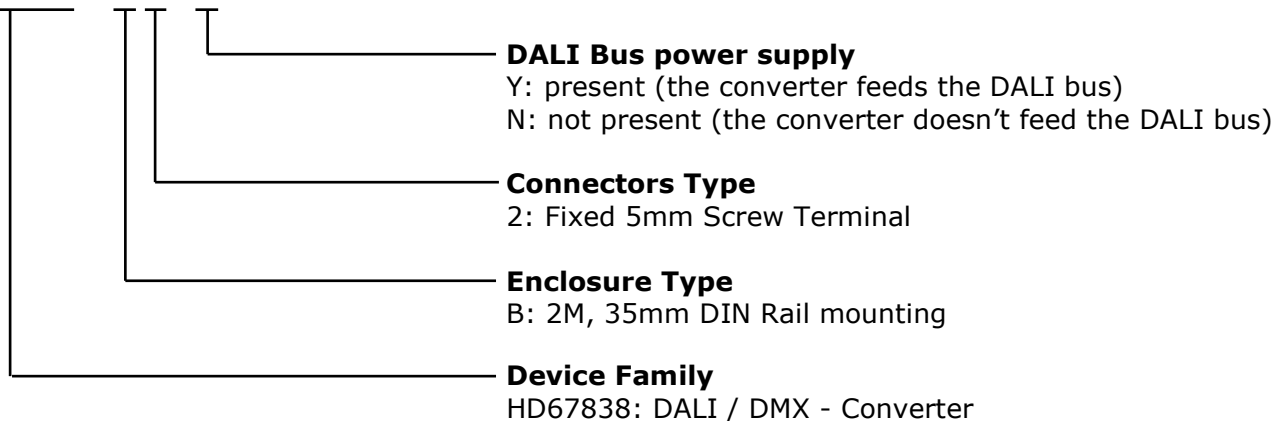 DALI Bus power supply
Y: present (the converter feeds the DALI bus)
N: not present (the converter doesn’t feed the DALI bus)
Connectors Type
2: Fixed 5mm Screw Terminal
Enclosure Type
B: 2M, 35mm DIN Rail mounting
Device Family
HD67838: DALI / DMX - Converter